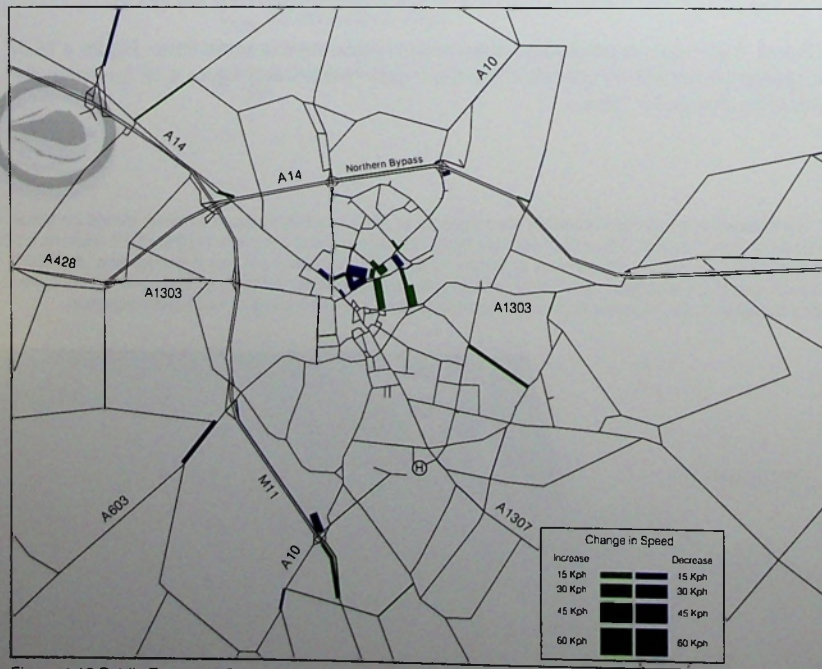 A10
A14
Northern Bypass
A14
A428
A1303
A1303
A603
M11
H
A1307
A10
Change in Speed
Increase Decrease
15 Kph 15 Kph
30 Kph 30 Kph
45 Kph 45 Kph
60 Kph 60 Kph